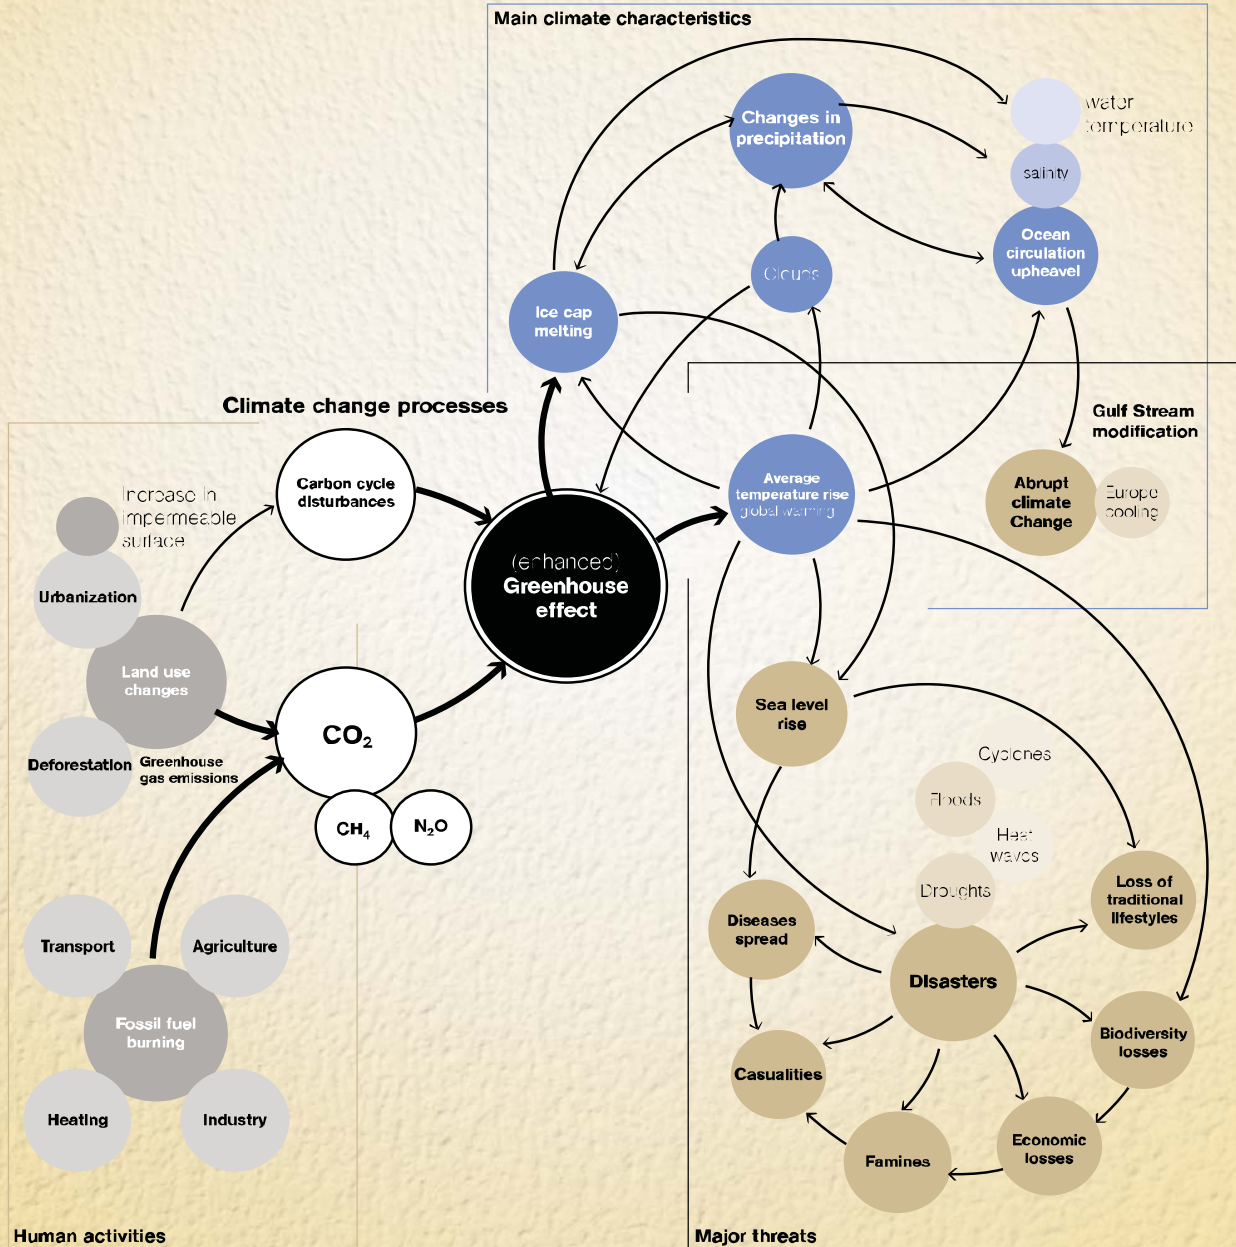 Main climate characteristics
water
temperature
Changes in
precipitation
salinity
Ocean
circulation
upheavel
Clouds
Ice cap
melting
Climate change processes
Gulf Stream
modification
Carbon cycle
disturbances
Average
temperature rise
global warming
Abrupt
climate
Change
Europe
cooling
Increase in
impermeable
surface
(enhanced)
Greenhouse
effect
Urbanization
Land use
changes
Sea level
rise
CO2
Deforestation
Greenhouse
gas emissions
Cyclones
Floods
CH4
N2O
Heat
waves
Droughts
Loss of
traditional
lifestyles
Diseases
spread
Transport
Agriculture
DIsasters
Fossil fuel
burning
Biodiversity
losses
Casualities
Heating
Industry
Economic
losses
Famines
Human activities
Major threats